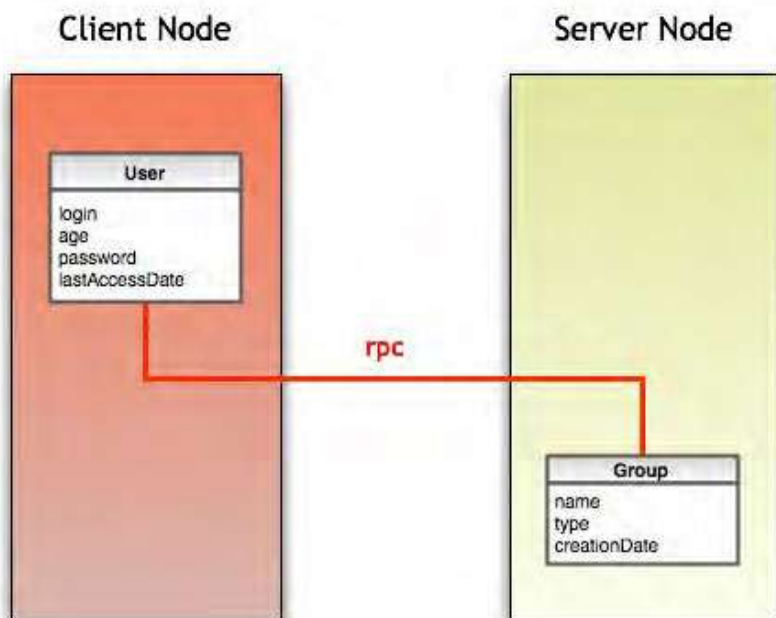 Client Node
Server Node
User
login
age
password
lastAccessDate
rpc
Group
name
type
creationDate